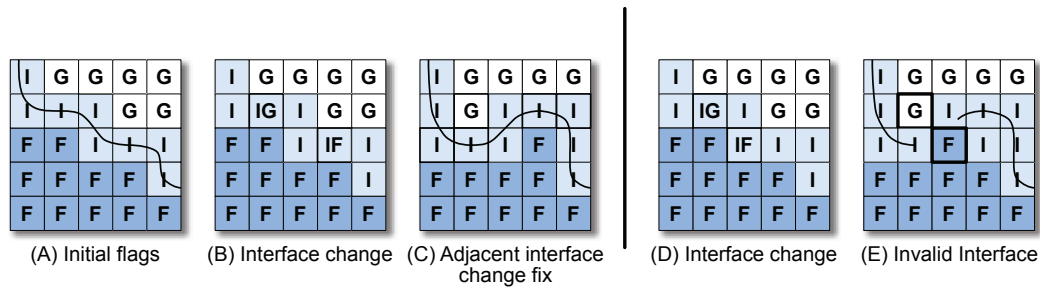 I G G G G
I I I G G
F F I I I
F F F F I
F F F F F
(A) Initial flags
I G G G G
I IG I G G
F F I IF I
F F F F I
F F F F F
(B) Interface change
I G G G G
I G I I I
I I I F I
F F F F I
F F F F F
(C) Adjacent interface
change fix
I G G G G
I IG I G G
F F IF I I
F F F F I
F F F F F
(D) Interface change
I G G G G
I G I I I
I I F I I
F F F F I
F F F F F
(E) Invalid Interface